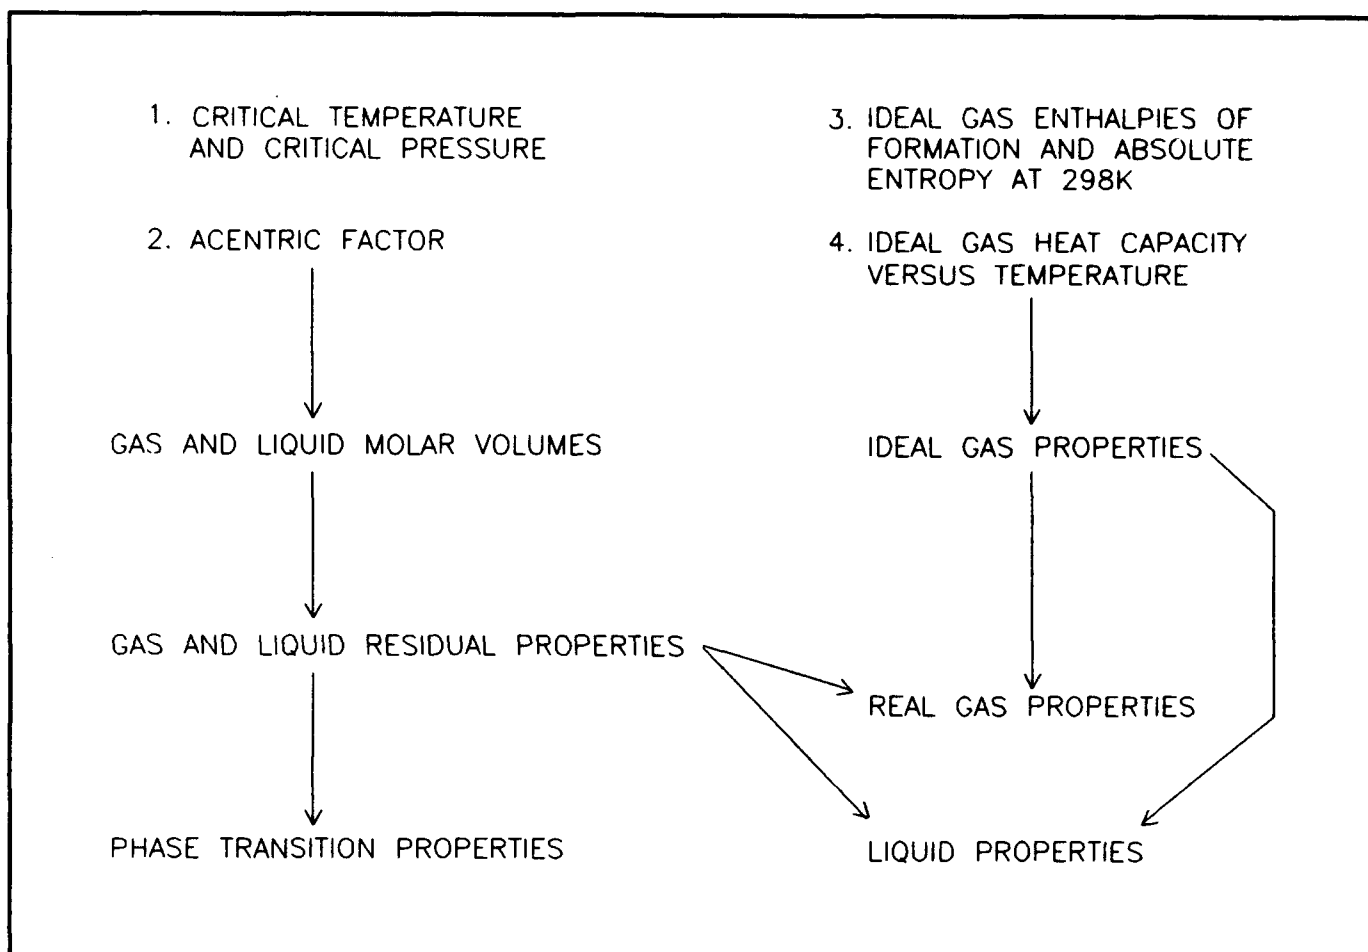 1. CRITICAL TEMPERATURE
AND CRITICAL PRESSURE
2. ACENTRIC FACTOR
GAS AND LIQUID MOLAR VOLUMES
GAS AND LIQUID RESIDUAL PROPERTIES
PHASE TRANSITION PROPERTIES
3. IDEAL GAS ENTHALPIES OF
FORMATION AND ABSOLUTE
ENTROPY AT 298K
4. IDEAL GAS HEAT CAPACITY
VERSUS TEMPERATURE
IDEAL GAS PROPERTIES
REAL GAS PROPERTIES
LIQUID PROPERTIES